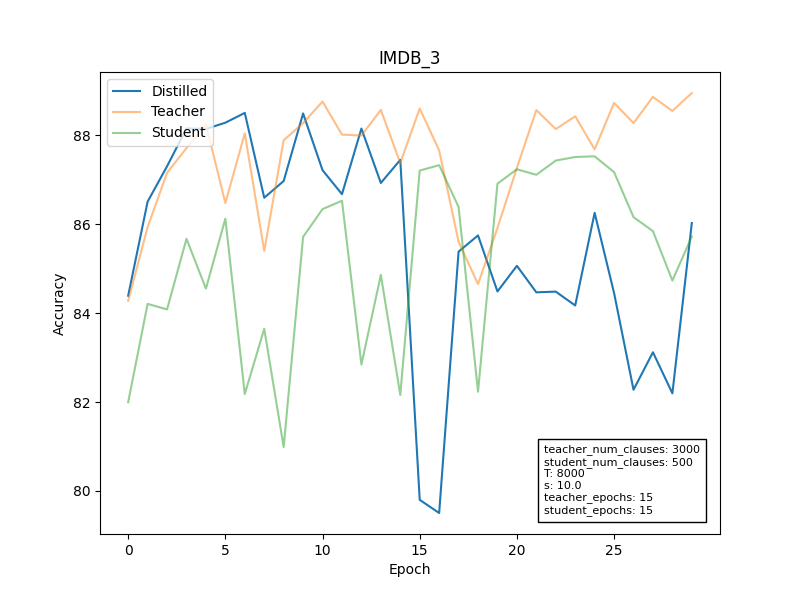 IMDB_3
Distilled
Teacher
Student
88
86
84
82
80
Accuracy
teacher_num_clauses: 3000
student_num_clauses: 500
T: 8000
s: 10.0
teacher_epochs: 15
student_epochs: 15
0 5 10 15 20 25
Epoch